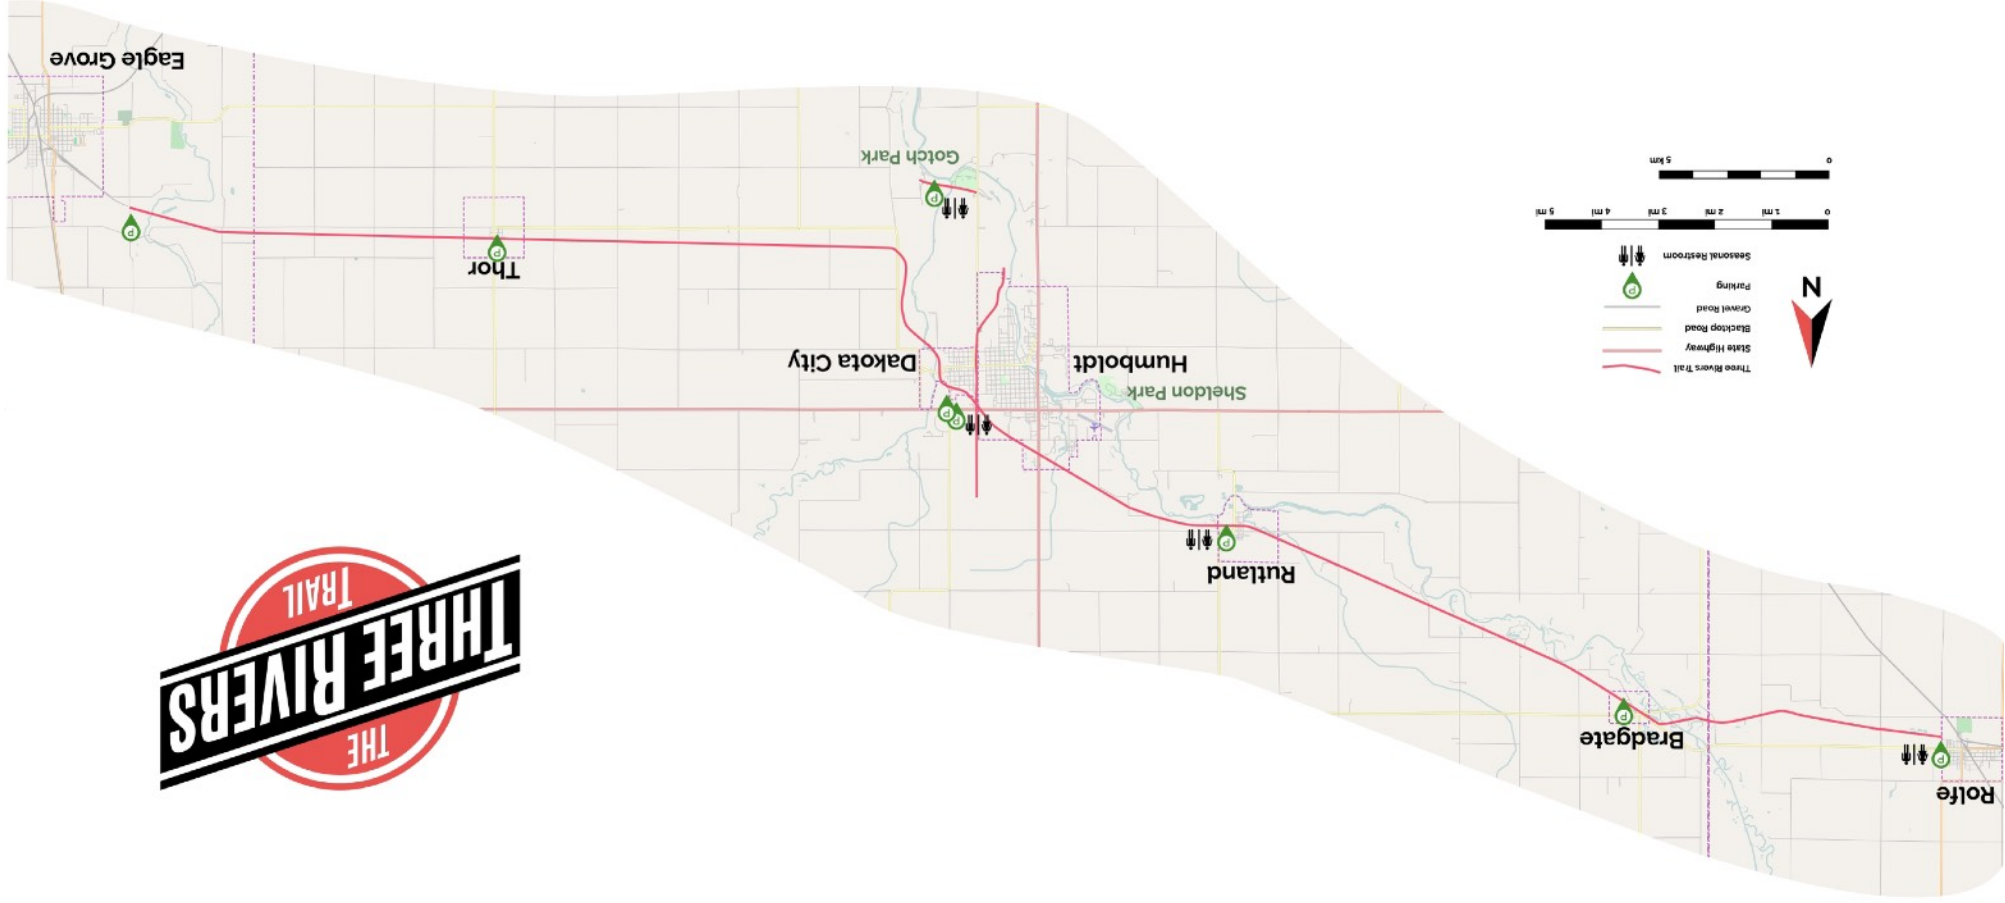 Rolfe
Bradgate
Rutland
THE
THREE RIVERS
TRAIL
Sheldon Park
Humboldt
Dakota City
Thor
Gotch Park
Eagle Grove
Three Rivers Trail
State Highway
Blacktop Road
Gravel Road
Parking
Seasonal Restroom
N
0 1 mi 2 mi 3 mi 4 mi 5 mi
0 5 km
P
P
P
P
P
P
P
P
P